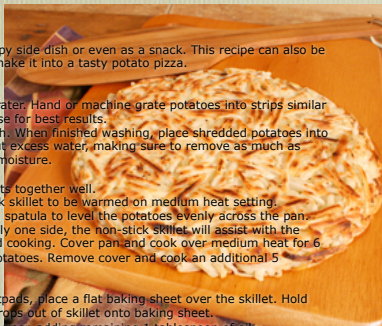 py side dish or even as a snack. This recipe can also be
make it into a tasty potato pizza.
water. Hand or machine grate potatoes into strips similar
se for best results.
h. When finished washing, place shredded potatoes into
t excess water, making sure to remove as much as
moisture.
ts together well.
k skillet to be warmed on medium heat setting.
spatula to level the potatoes evenly across the pan.
ly one side, the non-stick skillet will assist with the
d cooking. Cover pan and cook over medium heat for 6
otatoes. Remove cover and cook an additional 5
tpads, place a flat baking sheet over the skillet. Hold
rops out of skillet onto baking sheet.